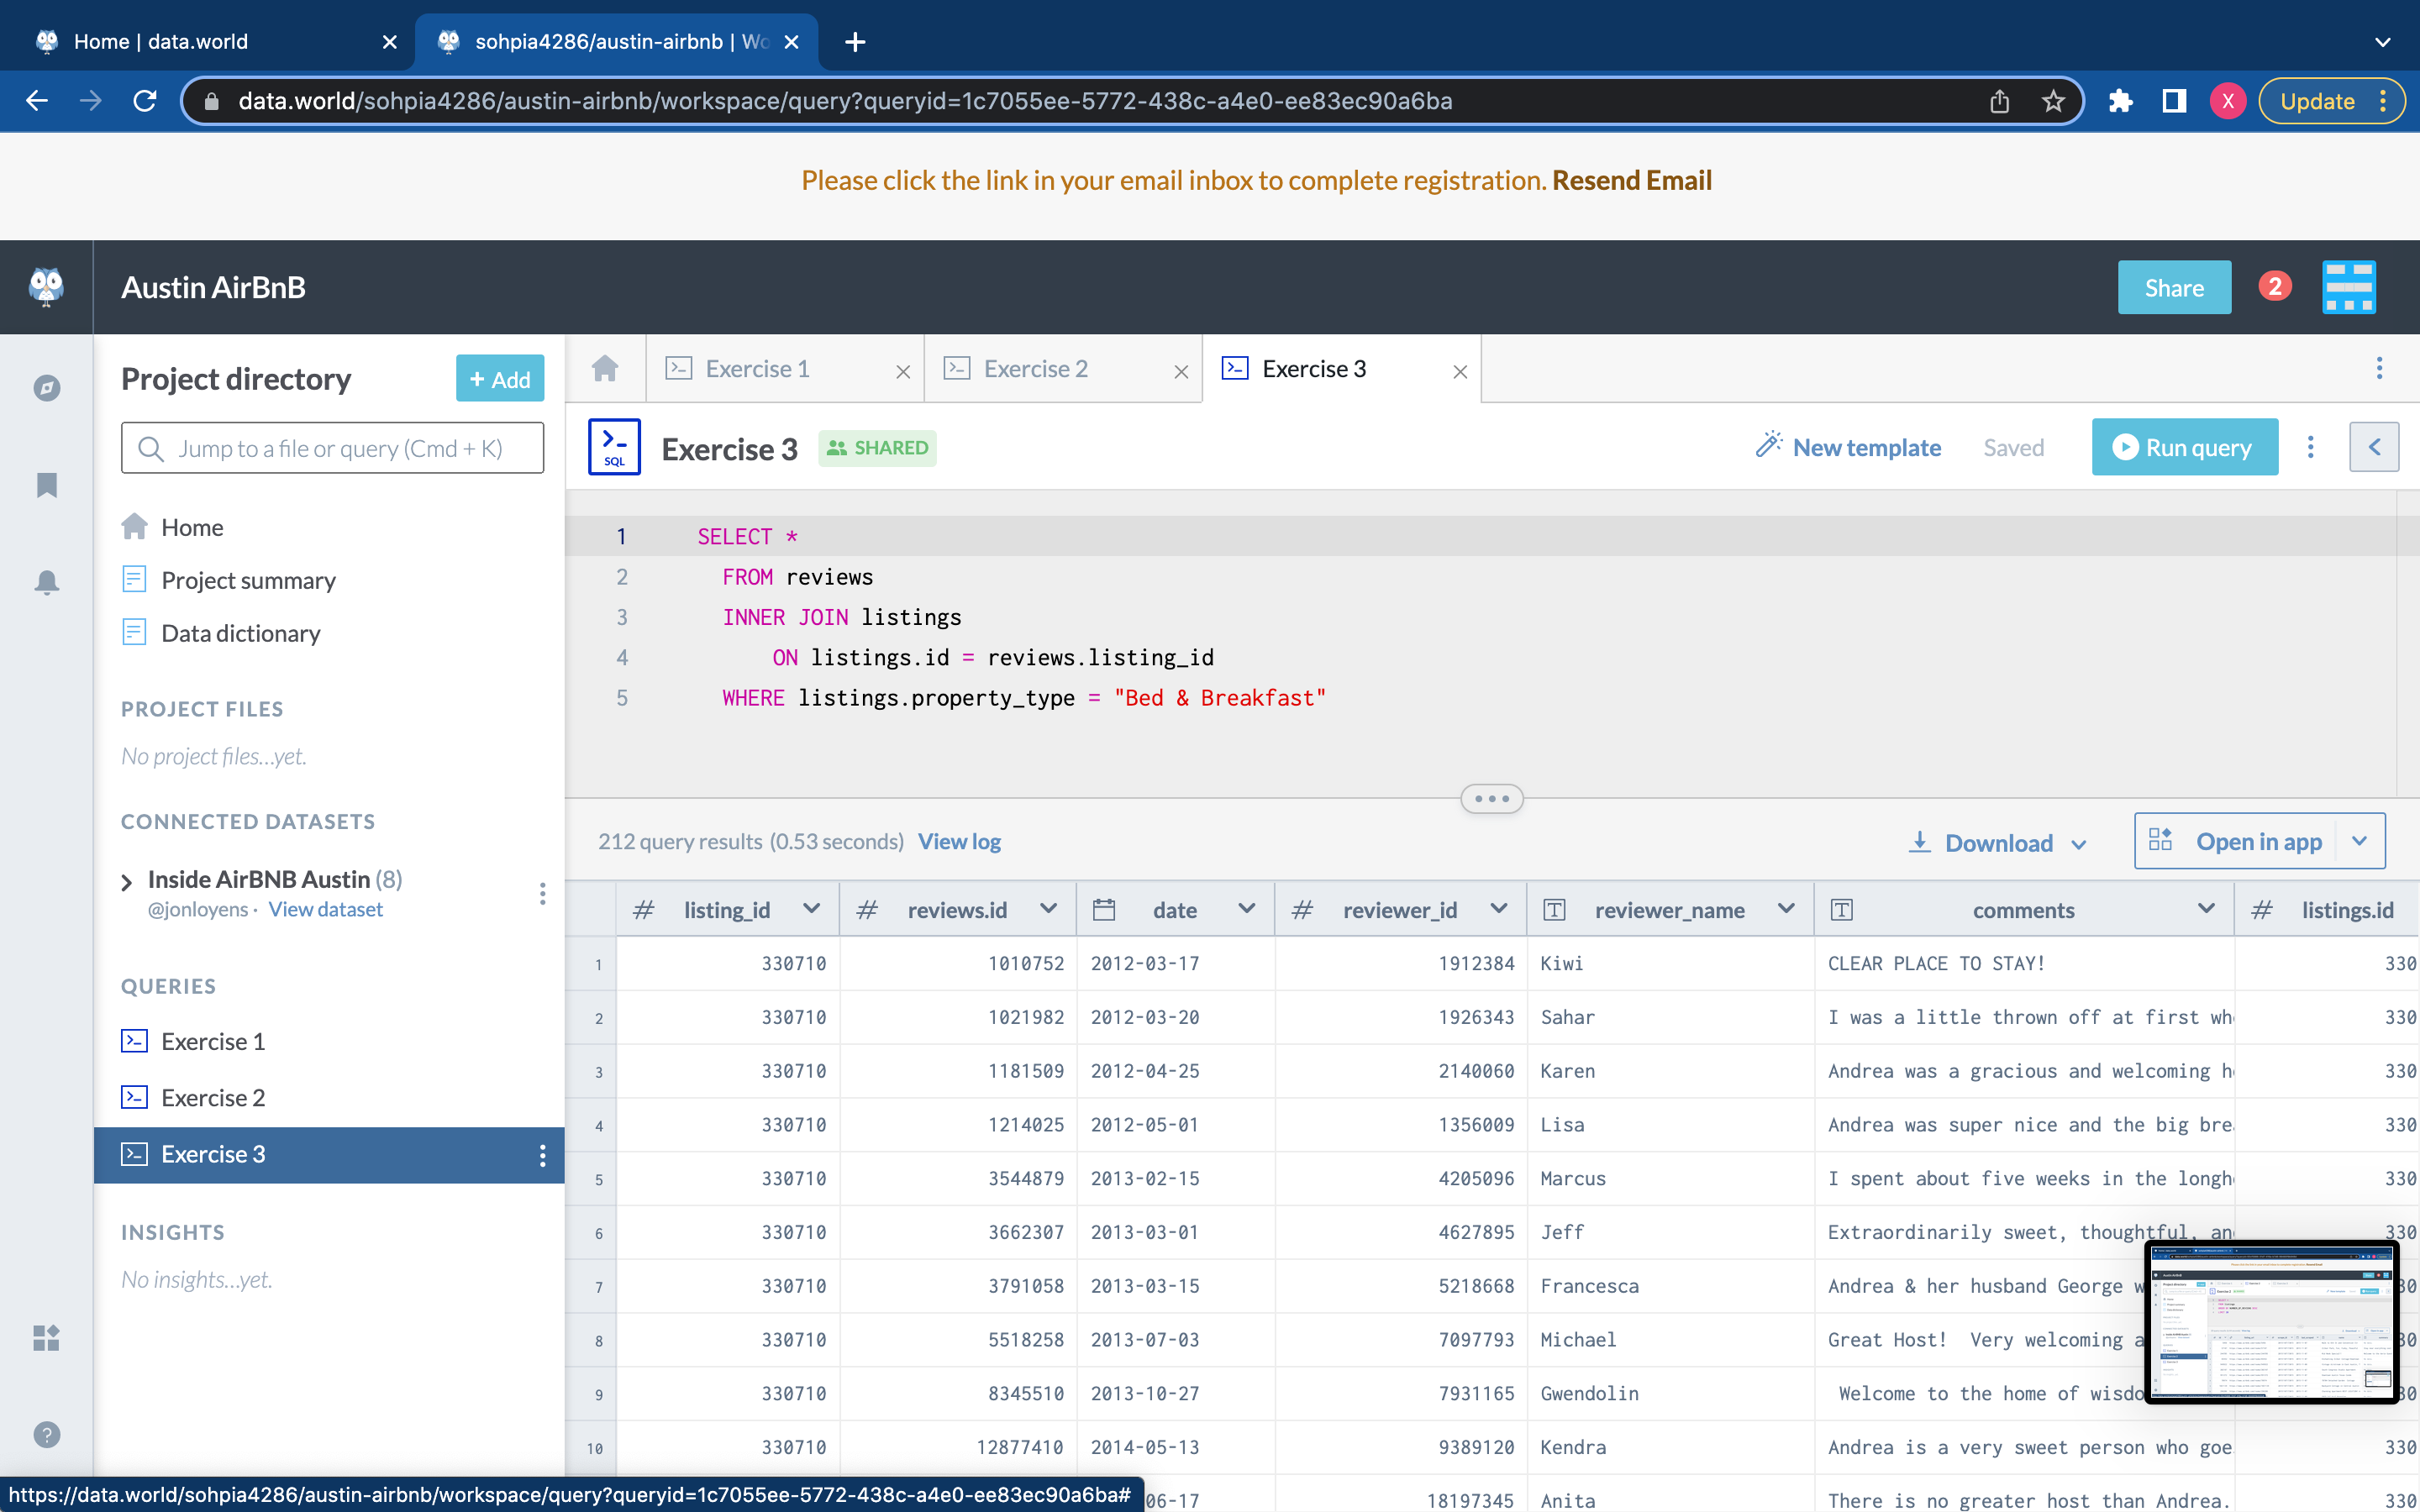 Home | data.world
sohpia4286/austin-airbnb | Wo
data.world/sohpia4286/austin-airbnb/workspace/query?queryid=1c7055ee-5772-438c-a4e0-ee83ec90a6ba
X
Update
Please click the link in your email inbox to complete registration. Resend Email
Austin AirBnB
Share
2
Project directory
+ Add
Jump to a file or query (Cmd + K)
Home
Project summary
Data dictionary
PROJECT FILES
No project files...yet.
CONNECTED DATASETS
Inside AirBNB Austin (8)
@jonloyens · View dataset
QUERIES
Exercise 1
Exercise 2
Exercise 3
INSIGHTS
No insights...yet.
Exercise 1
Exercise 2
Exercise 3
SQL
Exercise 3
SHARED
New template
Saved
Run query
1 SELECT *
2 FROM reviews
3 INNER JOIN listings
4 ON listings.id = reviews.listing_id
5 WHERE listings.property_type = "Bed & Breakfast"
212 query results (0.53 seconds) View log
Download
Open in app
# listing_id # reviews.id date # reviewer_id T reviewer_name T comments # listings.id
1 330710 1010752 2012-03-17 1912384 Kiwi CLEAR PLACE TO STAY! 330
2 330710 1021982 2012-03-20 1926343 Sahar I was a little thrown off at first wh 330
3 330710 1181509 2012-04-25 2140060 Karen Andrea was a gracious and welcoming h 330
4 330710 1214025 2012-05-01 1356009 Lisa Andrea was super nice and the big bre 330
5 330710 3544879 2013-02-15 4205096 Marcus I spent about five weeks in the longh 330
6 330710 3662307 2013-03-01 4627895 Jeff Extraordinarily sweet, thoughtful, an 330
7 330710 3791058 2013-03-15 5218668 Francesca Andrea & her husband George w 30
8 330710 5518258 2013-07-03 7097793 Michael Great Host! Very welcoming a 30
9 330710 8345510 2013-10-27 7931165 Gwendolin Welcome to the home of wisdo 30
10 330710 12877410 2014-05-13 9389120 Kendra Andrea is a very sweet person who goe 330
06-17 18197345 Anita There is no greater host than Andrea. 330
https://data.world/sohpia4286/austin-airbnb/workspace/query?queryid=1c7055ee-5772-438c-a4e0-ee83ec90a6ba#